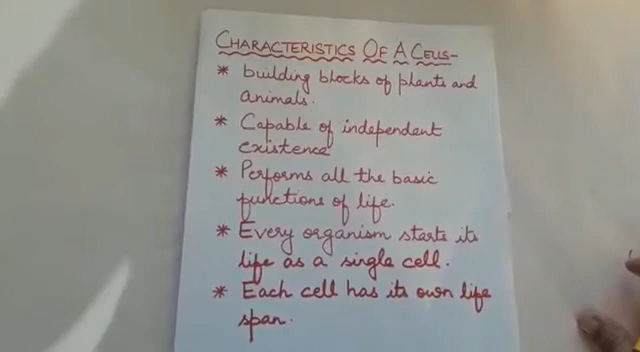 CHARACTERISTICS OF A CELLS-
* building blocks of plants and
animals.
* Capable of independent
existence
* Performs all the basic
functions of life.
* Every organism starts its
life as a single cell.
* Each cell has its own life
span.